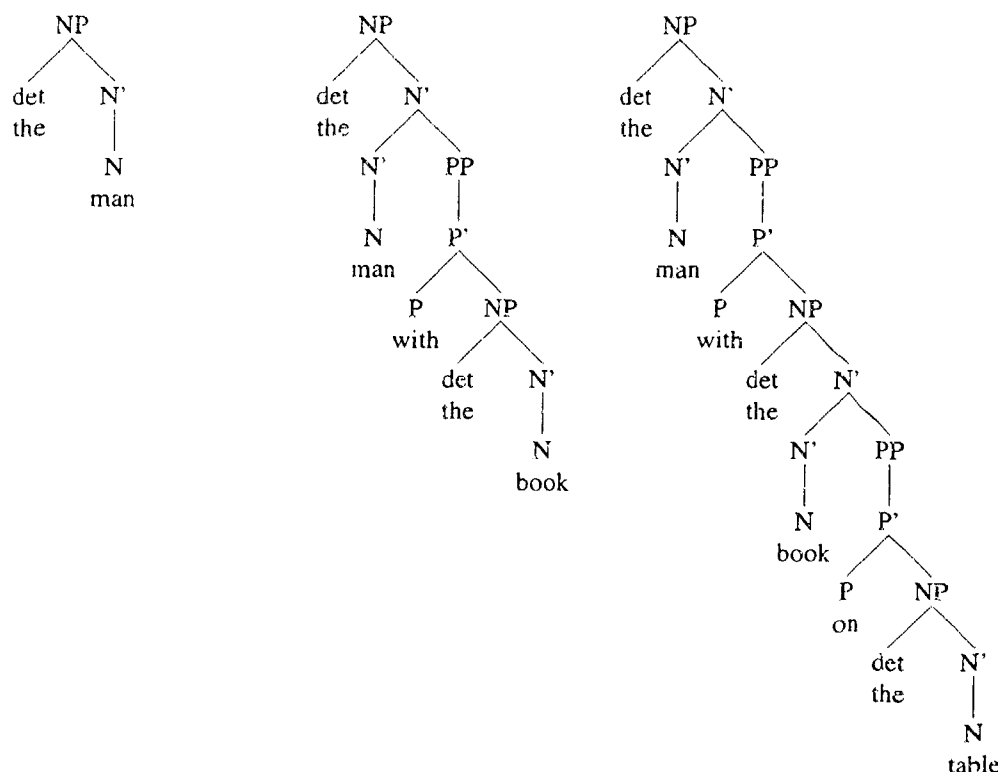 NP NP NP
det N' det N' det N'
the the the
N N' PP N' PP
man
N P' N P'
man man
P NP P NP
with with
det N' det N'
the the
N N' PP
book
N P'
book
P NP
on
det N'
the
N
table